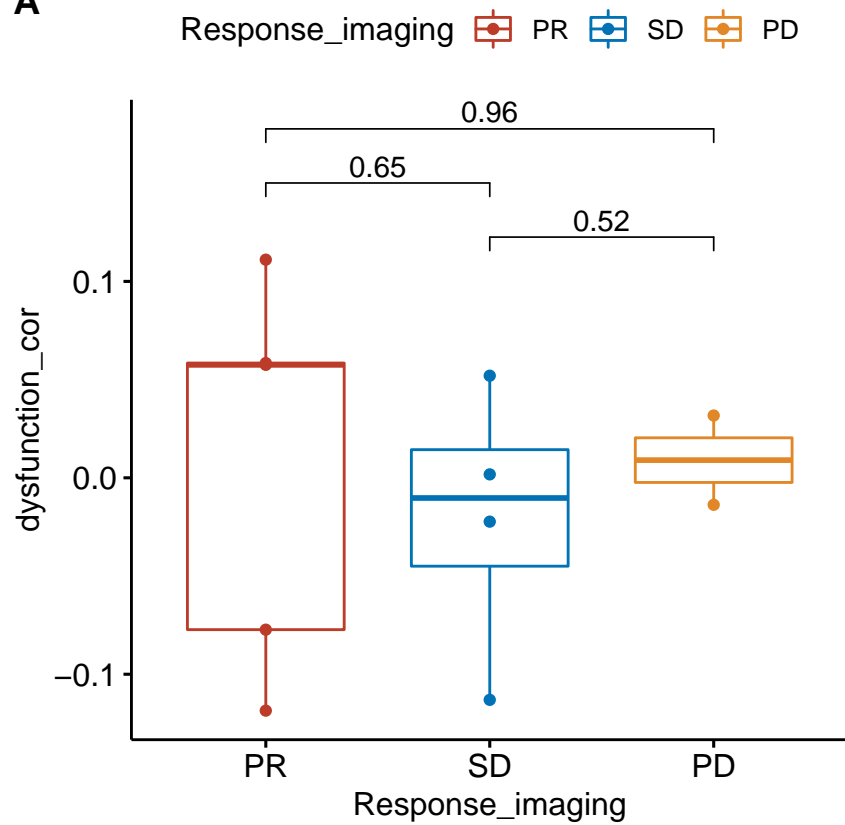 A
Response_imaging PR SD PD
0.96
0.65
0.52
0.1
0.0
−0.1
dysfunction_cor
PR SD PD
Response_imaging